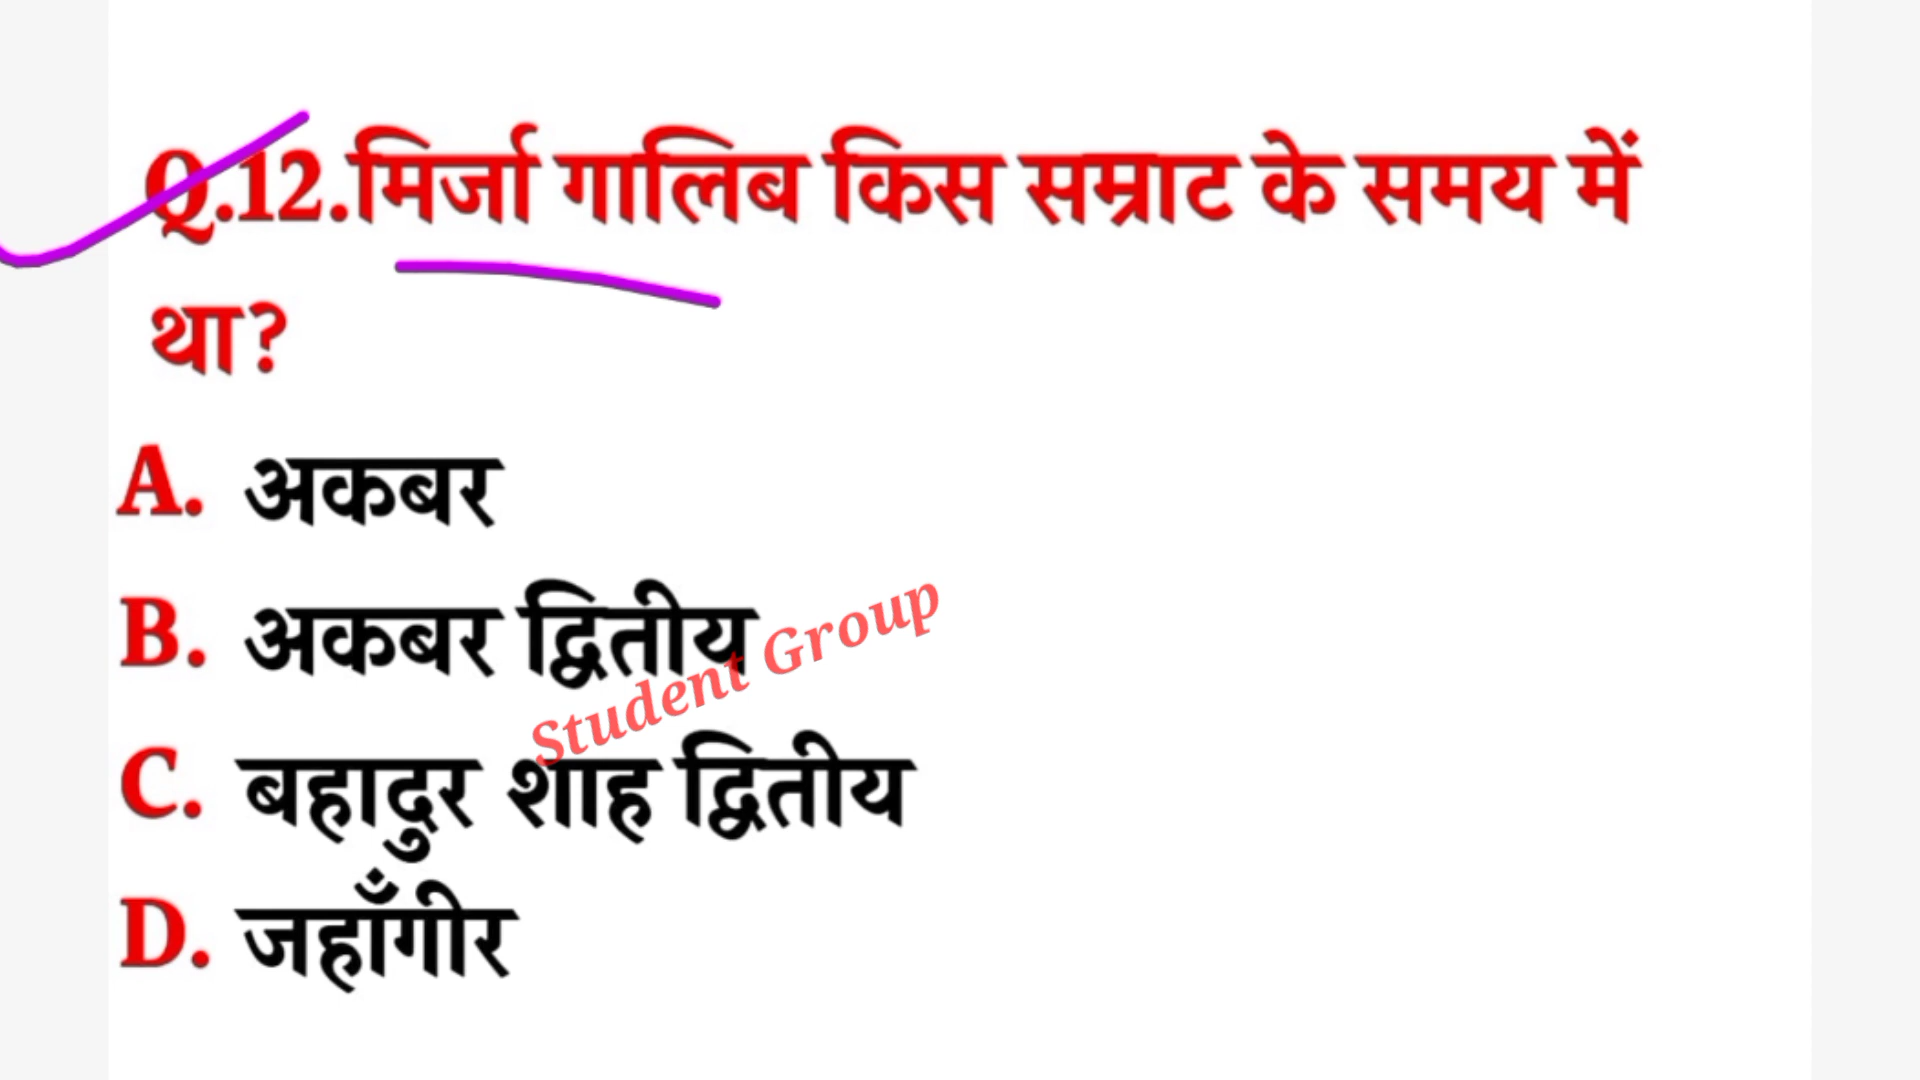 Q.12.मिर्जा गालिब किस सम्राट के समय में
था?
A. अकबर
B. अकबर द्वितीय
Student Group
C. बहादुर शाह द्वितीय
D. जहाँगीर